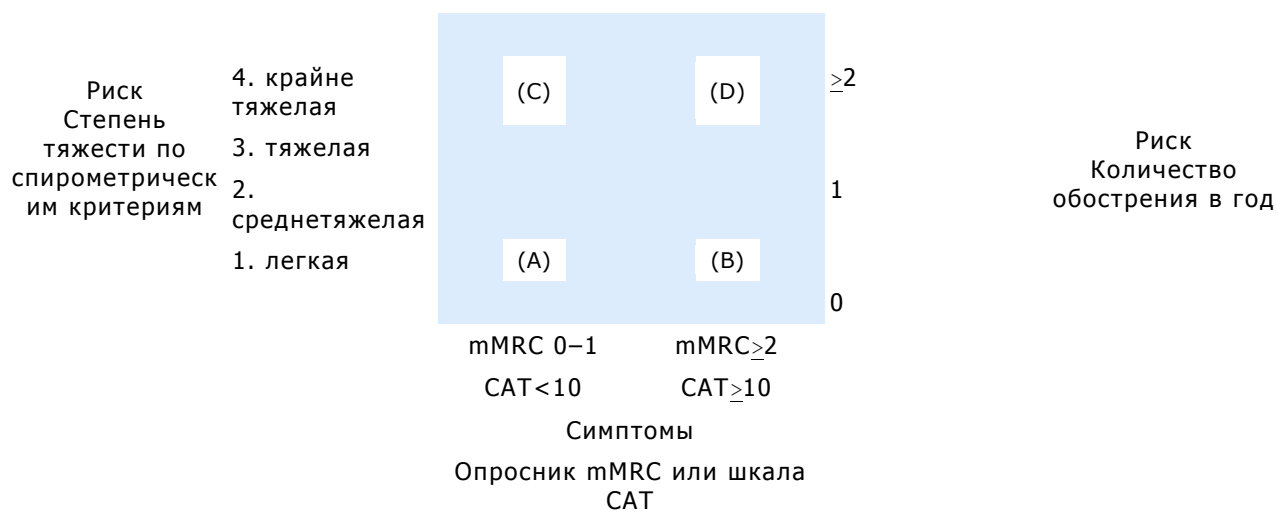 Риск
Степень
тяжести по
спирометрическ
им критериям
4. крайне
тяжелая
3. тяжелая
2.
среднетяжелая
1. легкая
(C)
(D)
(A)
(B)
≥2
1
0
Риск
Количество
обострения в год
mMRC 0–1
mMRC≥2
CAT<10
CAT≥10
Симптомы
Опросник mMRC или шкала
CAT